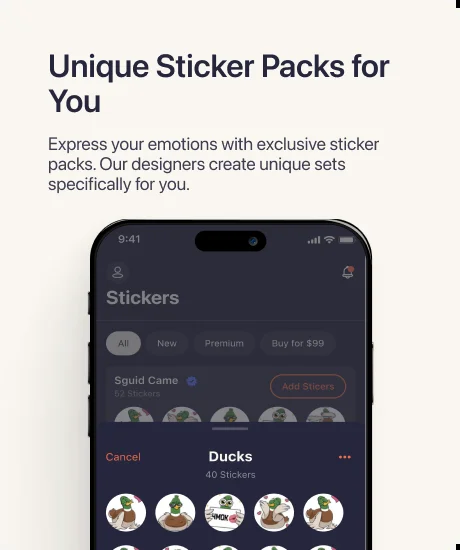 Unique Sticker Packs for
You
Express your emotions with exclusive sticker
packs. Our designers create unique sets
specifically for you.
9:41
Stickers
All New Premium Buy for $99
Sguid Came
Add Sticers
53 Stickers
Cancel Ducks
40 Stickers
ЧМОК